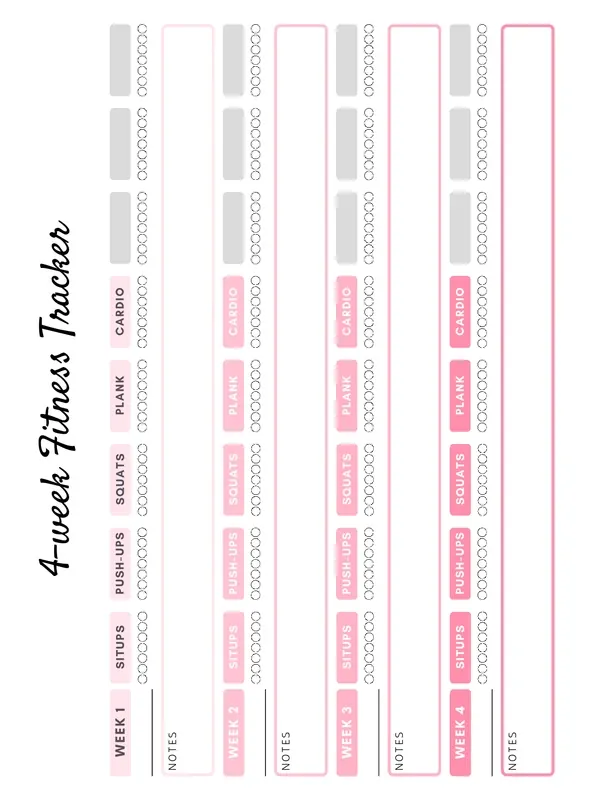 4-week Fitness Tracker
WEEK 1 SITUPS PUSH-UPS SQUATS PLANK CARDIO
NOTES
WEEK 2 SITUPS PUSH-UPS SQUATS PLANK CARDIO
NOTES
WEEK 3 SITUPS PUSH-UPS SQUATS PLANK CARDIO
NOTES
WEEK 4 SITUPS PUSH-UPS SQUATS PLANK CARDIO
NOTES